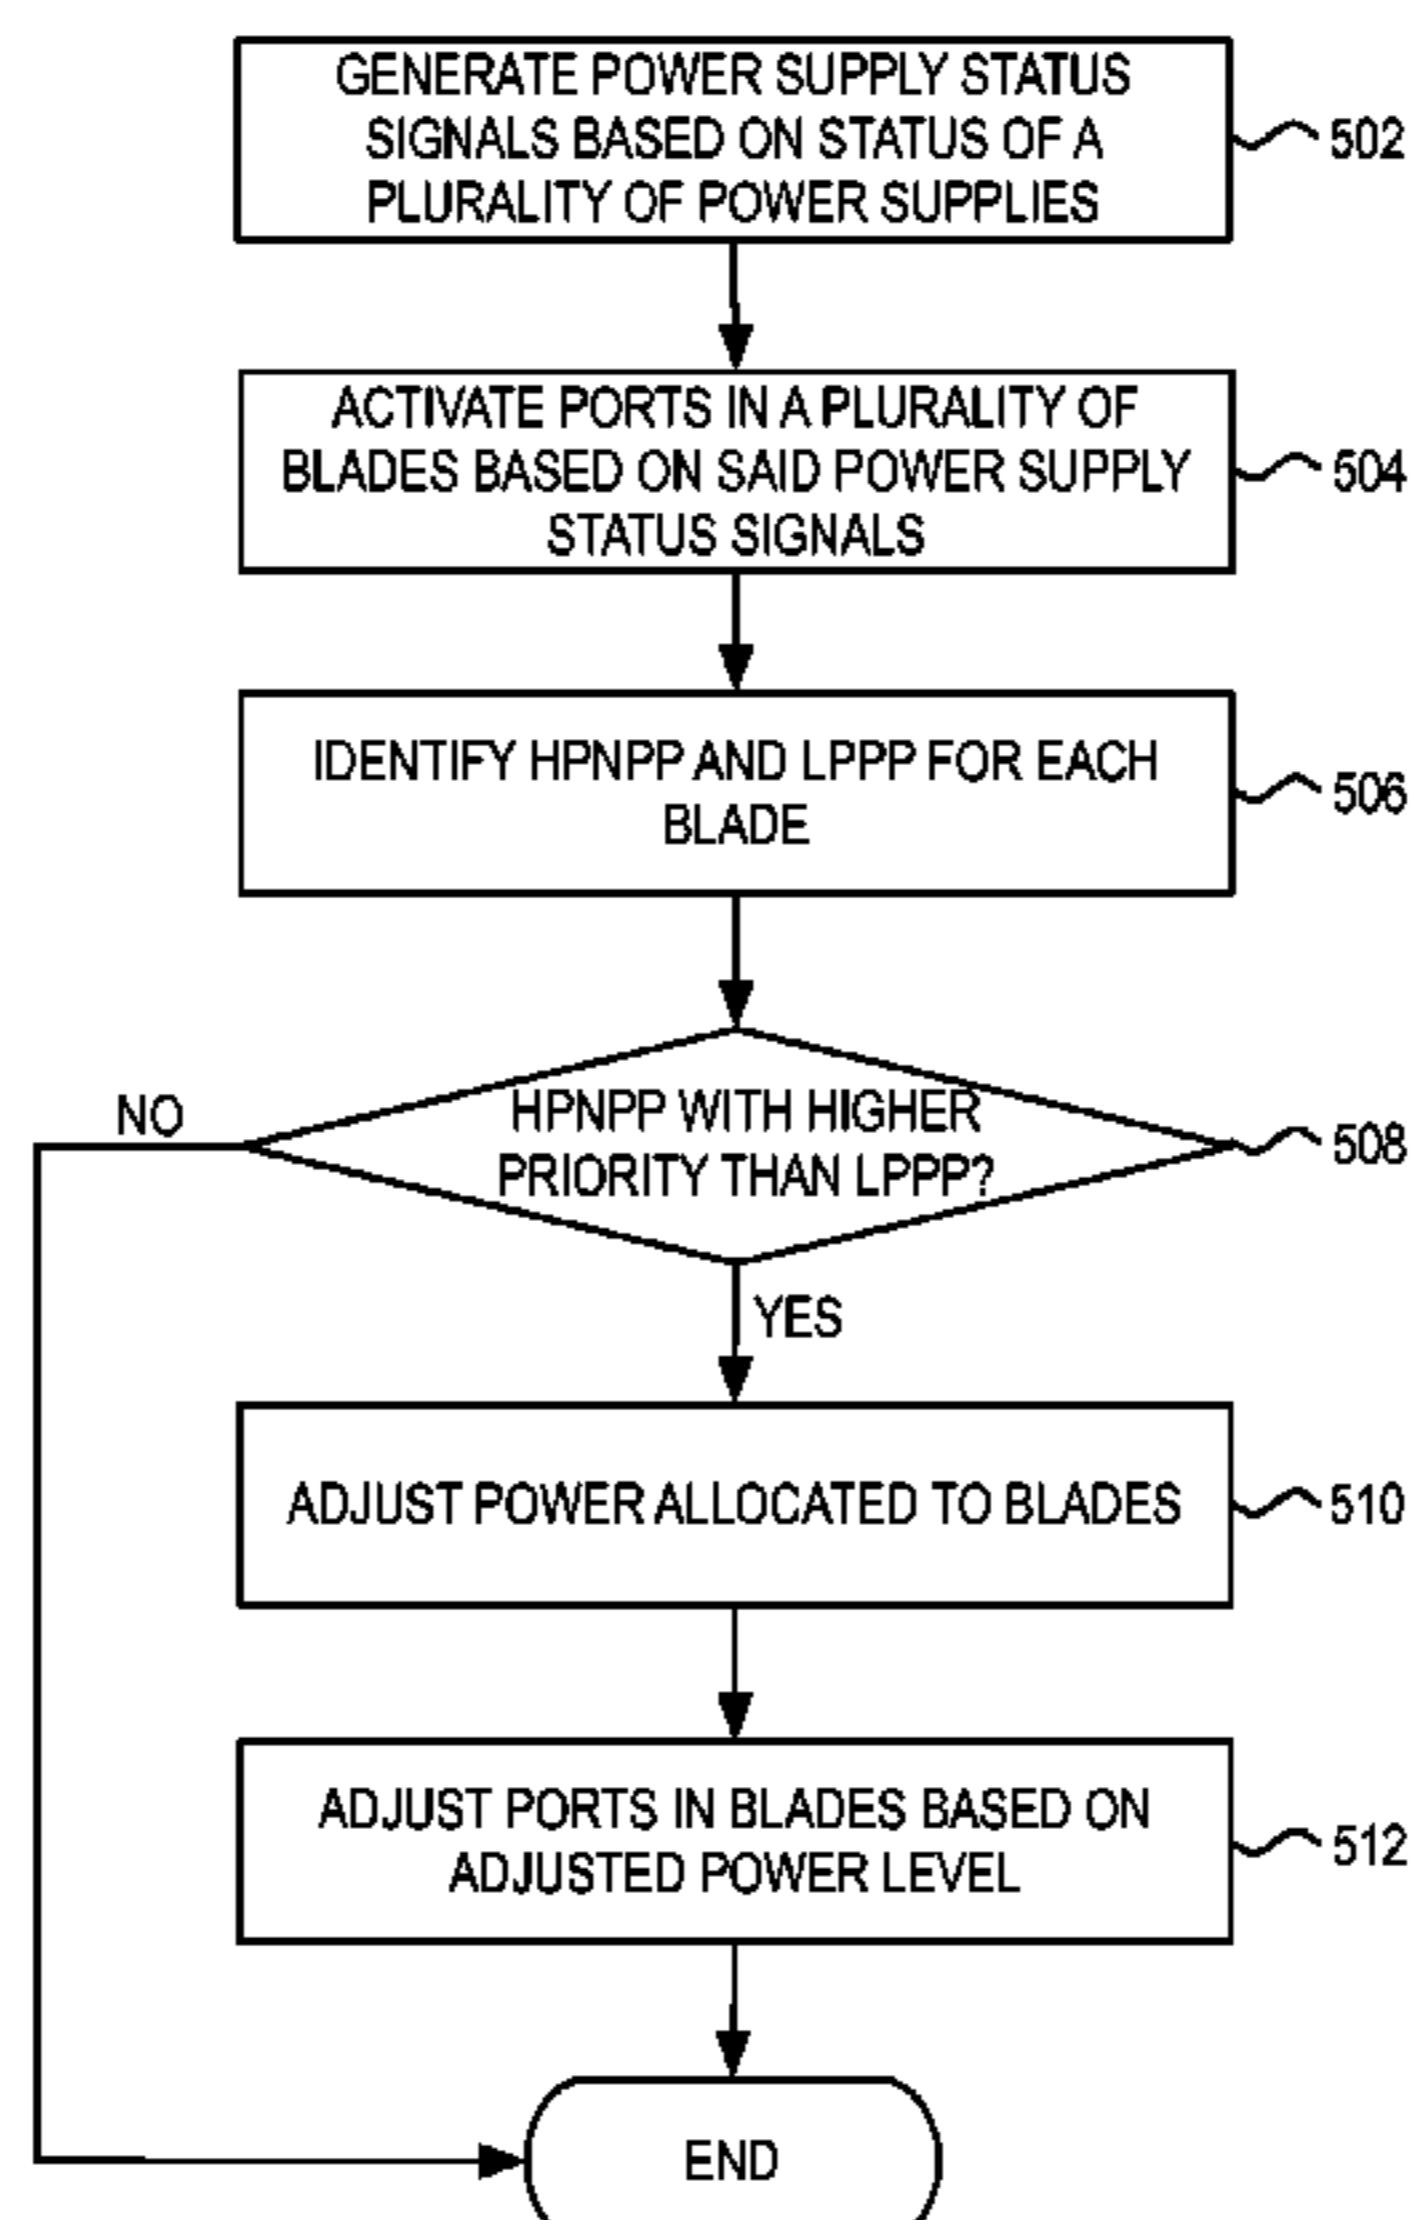 GENERATE POWER SUPPLY STATUS
SIGNALS BASED ON STATUS OF A
PLURALITY OF POWER SUPPLIES
502
ACTIVATE PORTS IN A PLURALITY OF
BLADES BASED ON SAID POWER SUPPLY
STATUS SIGNALS
504
IDENTIFY HPNPP AND LPPP FOR EACH
BLADE
506
NO
HPNPP WITH HIGHER
PRIORITY THAN LPPP?
508
YES
ADJUST POWER ALLOCATED TO BLADES
510
ADJUST PORTS IN BLADES BASED ON
ADJUSTED POWER LEVEL
512
END